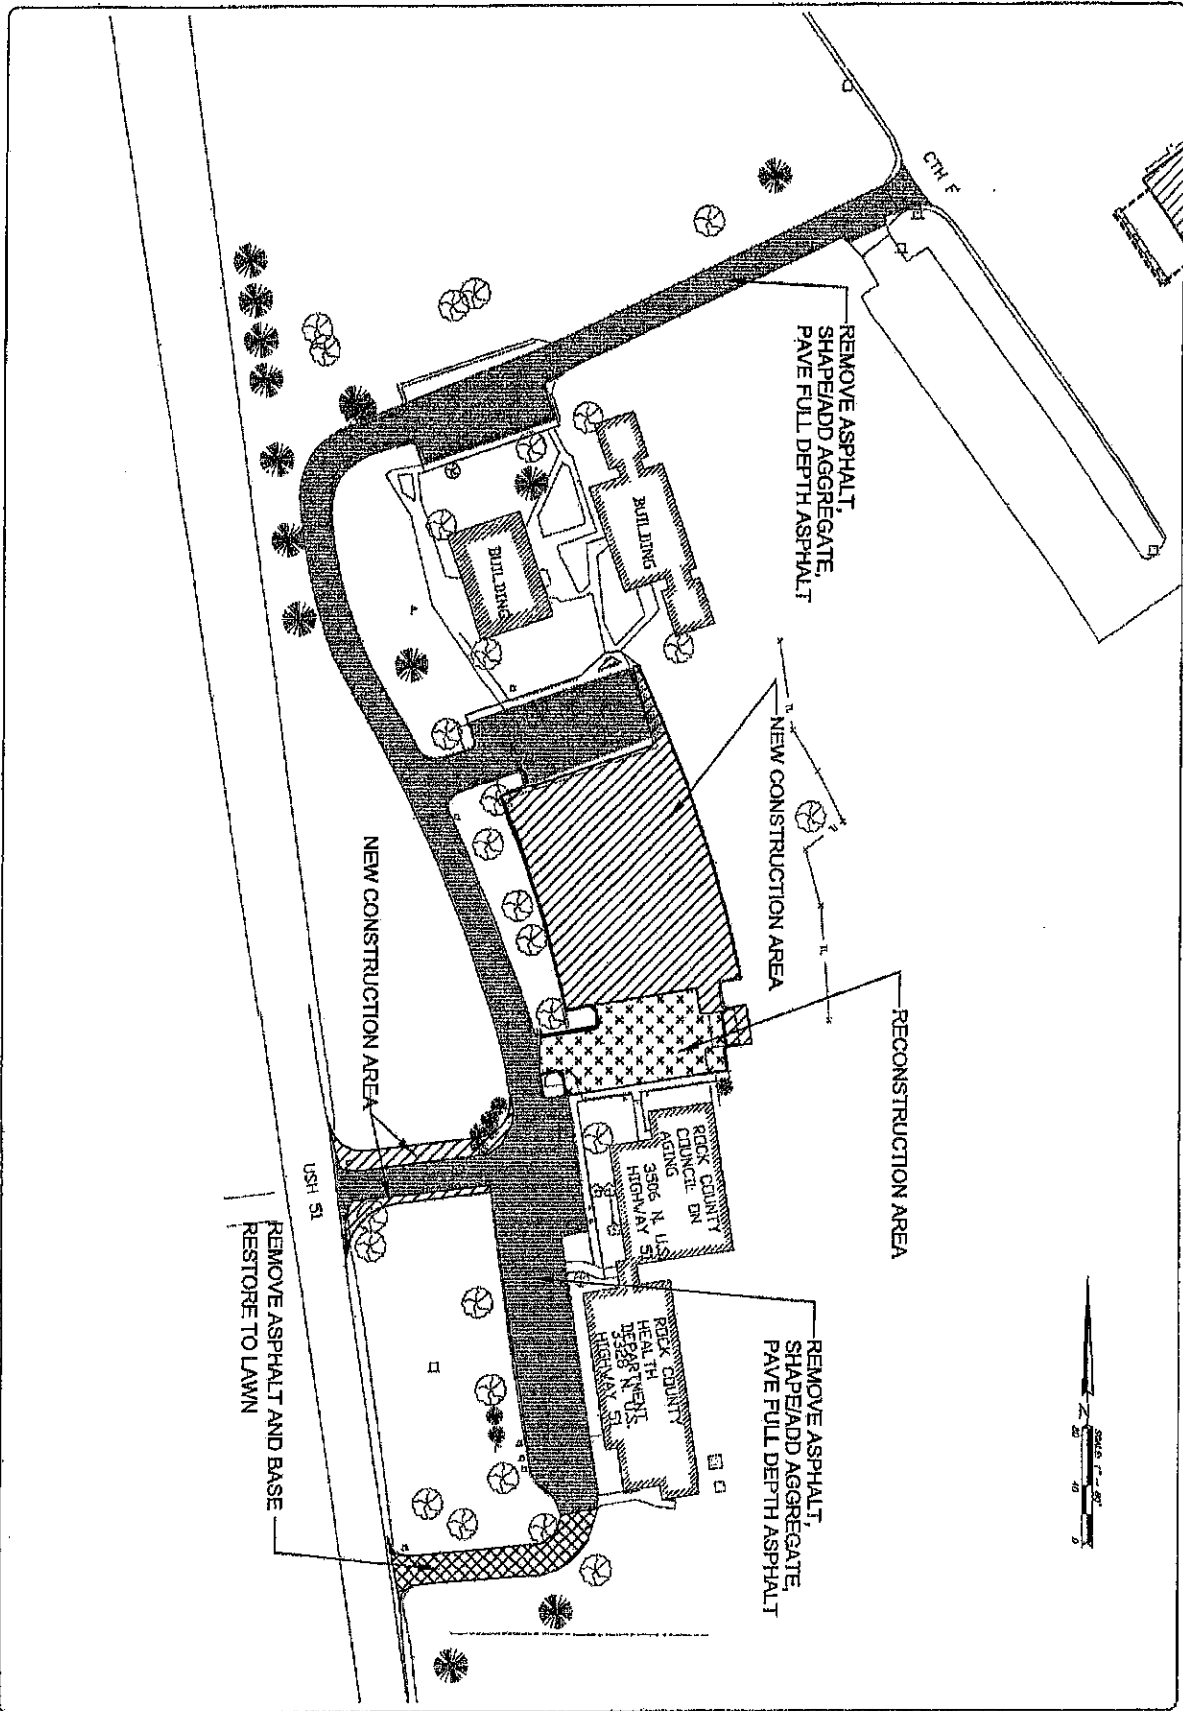 CTH F
REMOVE ASPHALT,
SHAPE/ADD AGGREGATE,
PAVE FULL DEPTH ASPHALT
BUILDING
BUILDING
NEW CONSTRUCTION AREA
RECONSTRUCTION AREA
NEW CONSTRUCTION AREA
ROCK COUNTY
COUNCIL ON
AGING
3506 N. U.S.
HIGHWAY 51
USH 51
ROCK COUNTY
HEALTH
DEPARTMENT
3328 N. U.S.
HIGHWAY 51
REMOVE ASPHALT,
SHAPE/ADD AGGREGATE,
PAVE FULL DEPTH ASPHALT
REMOVE ASPHALT AND BASE
RESTORE TO LAWN
N